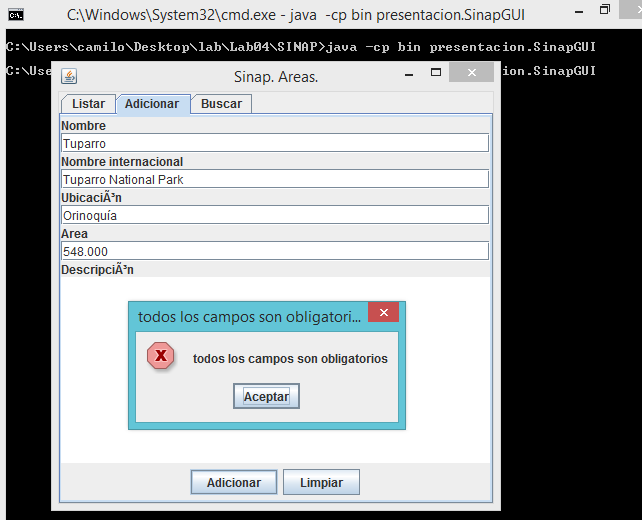 C:\Windows\System32\cmd.exe - java -cp bin presentacion.SinapGUI
C:\Users\camilo\Desktop\lab\Lab04\SINAP>java -cp bin presentacion.SinapGUI
C:\Use
ion.SinapGUI
Sinap. Areas.
Listar Adicionar Buscar
Nombre
Tuparro
Nombre internacional
Tuparro National Park
UbicaciÃ³n
Orinoquía
Area
548.000
DescripciÃ³n
todos los campos son obligatori...
todos los campos son obligatorios
Aceptar
Adicionar Limpiar